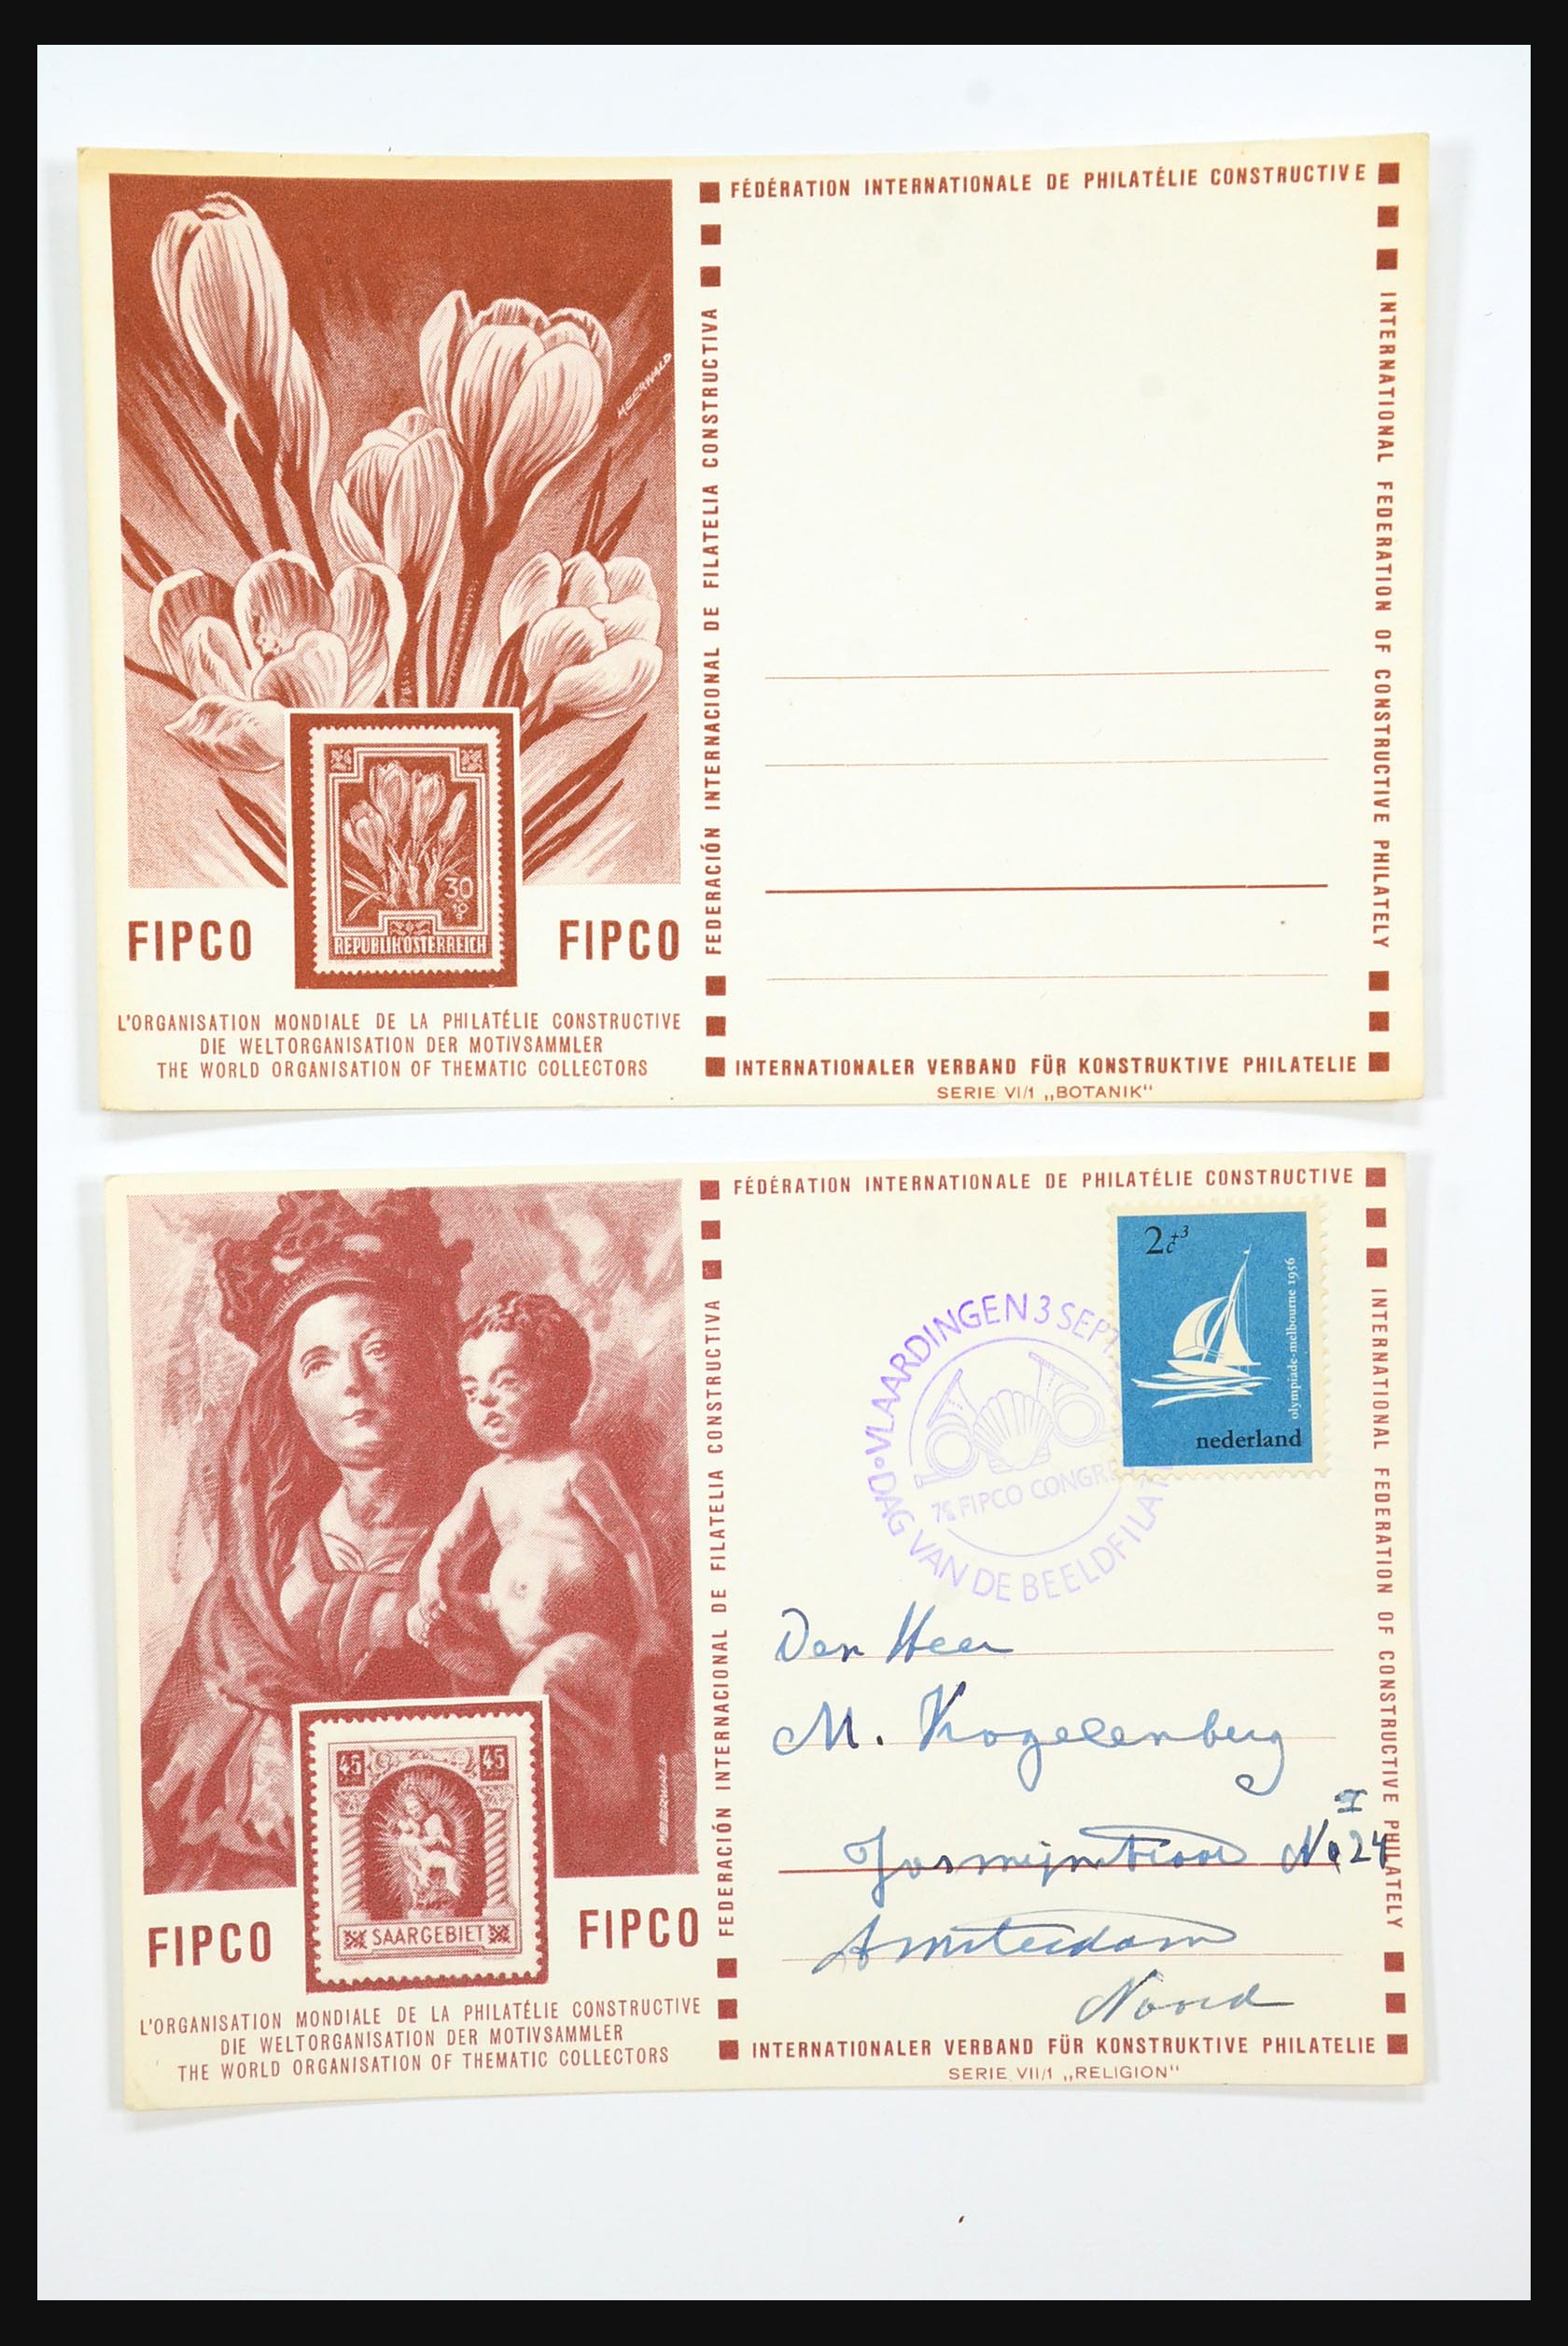 FÉDÉRATION INTERNATIONALE DE PHILATÉLIE CONSTRUCTIVE
MEERWALD
FEDERACIÓN INTERNACIONAL DE FILATELIA CONSTRUCTIVA
INTERNATIONAL FEDERATION OF CONSTRUCTIVE PHILATELY
30
+ 10 g
REPUBLIK ÖSTERREICH
FIPCO FIPCO
L'ORGANISATION MONDIALE DE LA PHILATÉLIE CONSTRUCTIVE
DIE WELTORGANISATION DER MOTIVSAMMLER
THE WORLD ORGANISATION OF THEMATIC COLLECTORS
INTERNATIONALER VERBAND FÜR KONSTRUKTIVE PHILATELIE
SERIE VI/1 „BOTANIK"
FÉDÉRATION INTERNATIONALE DE PHILATÉLIE CONSTRUCTIVE
FEDERACIÓN INTERNACIONAL DE FILATELIA CONSTRUCTIVA
INTERNATIONAL FEDERATION OF CONSTRUCTIVE PHILATELY
2c+3
olympiade-melbourne 1956
nederland
VLAARDINGEN 3 SEPT
7e FIPCO CONGR
DAG VAN DE BEELDFILAT
Den Heer
M. Kogelenberg
I
Jasmijnstraat No 24
Amsterdam
Noord
MEERWALD
45 45
SAARGEBIET
FIPCO FIPCO
L'ORGANISATION MONDIALE DE LA PHILATÉLIE CONSTRUCTIVE
DIE WELTORGANISATION DER MOTIVSAMMLER
THE WORLD ORGANISATION OF THEMATIC COLLECTORS
INTERNATIONALER VERBAND FÜR KONSTRUKTIVE PHILATELIE
SERIE VII/1 „RELIGION"